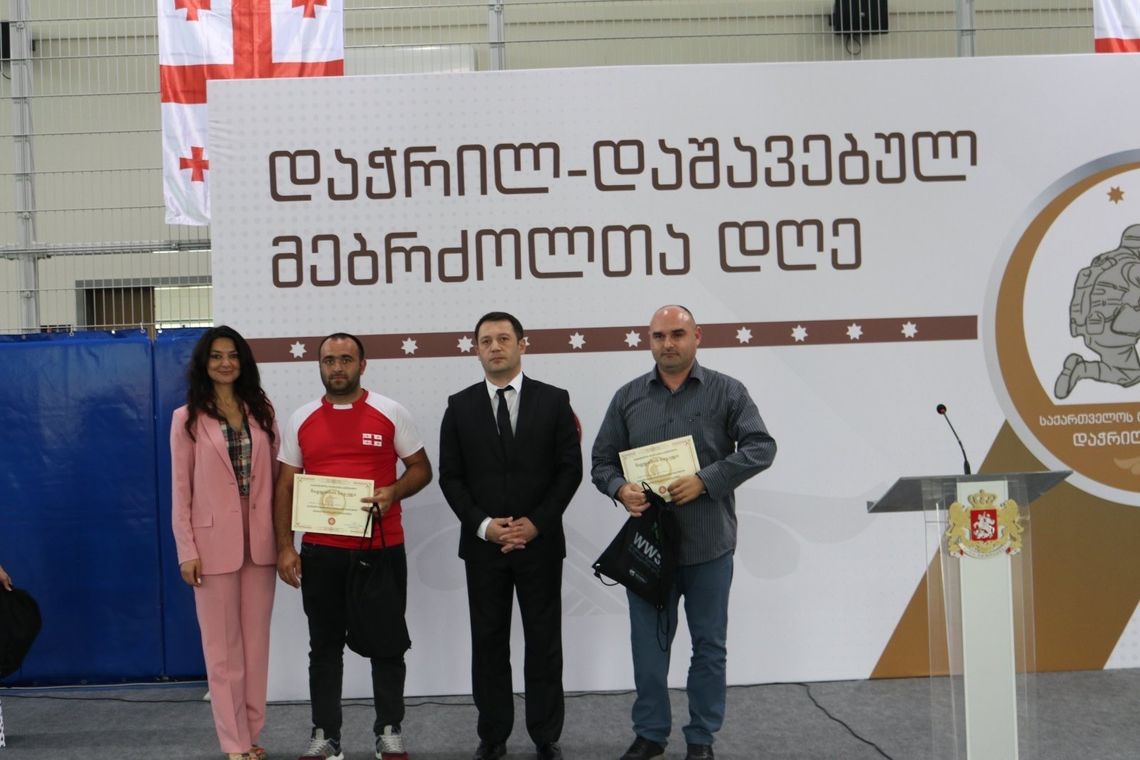 დაჭრილ-დაშავებულ
მებრძოლთა დღე
საქართველოს
დაჭრილ
WWS